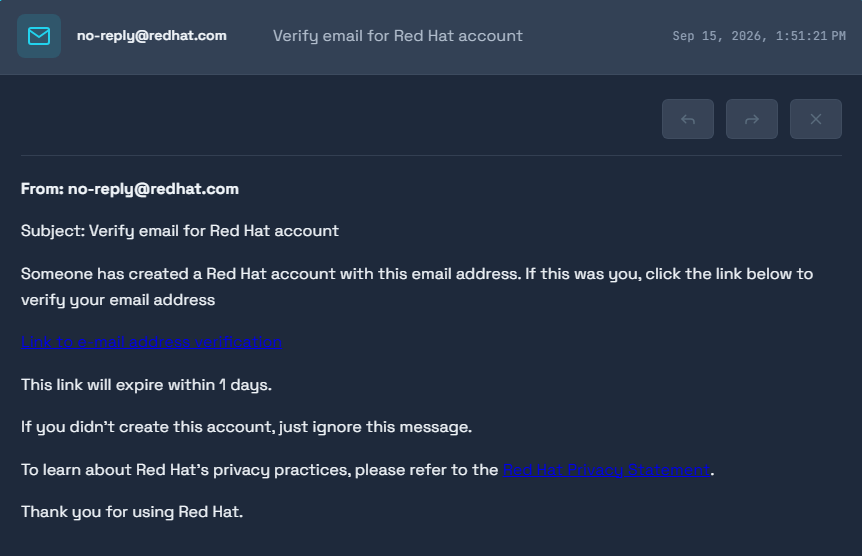 no-reply@redhat.com Verify email for Red Hat account Sep 15, 2026, 1:51:21 PM
From: no-reply@redhat.com
Subject: Verify email for Red Hat account
Someone has created a Red Hat account with this email address. If this was you, click the link below to
verify your email address
Link to e-mail address verification
This link will expire within 1 days.
If you didn't create this account, just ignore this message.
To learn about Red Hat's privacy practices, please refer to the Red Hat Privacy Statement.
Thank you for using Red Hat.